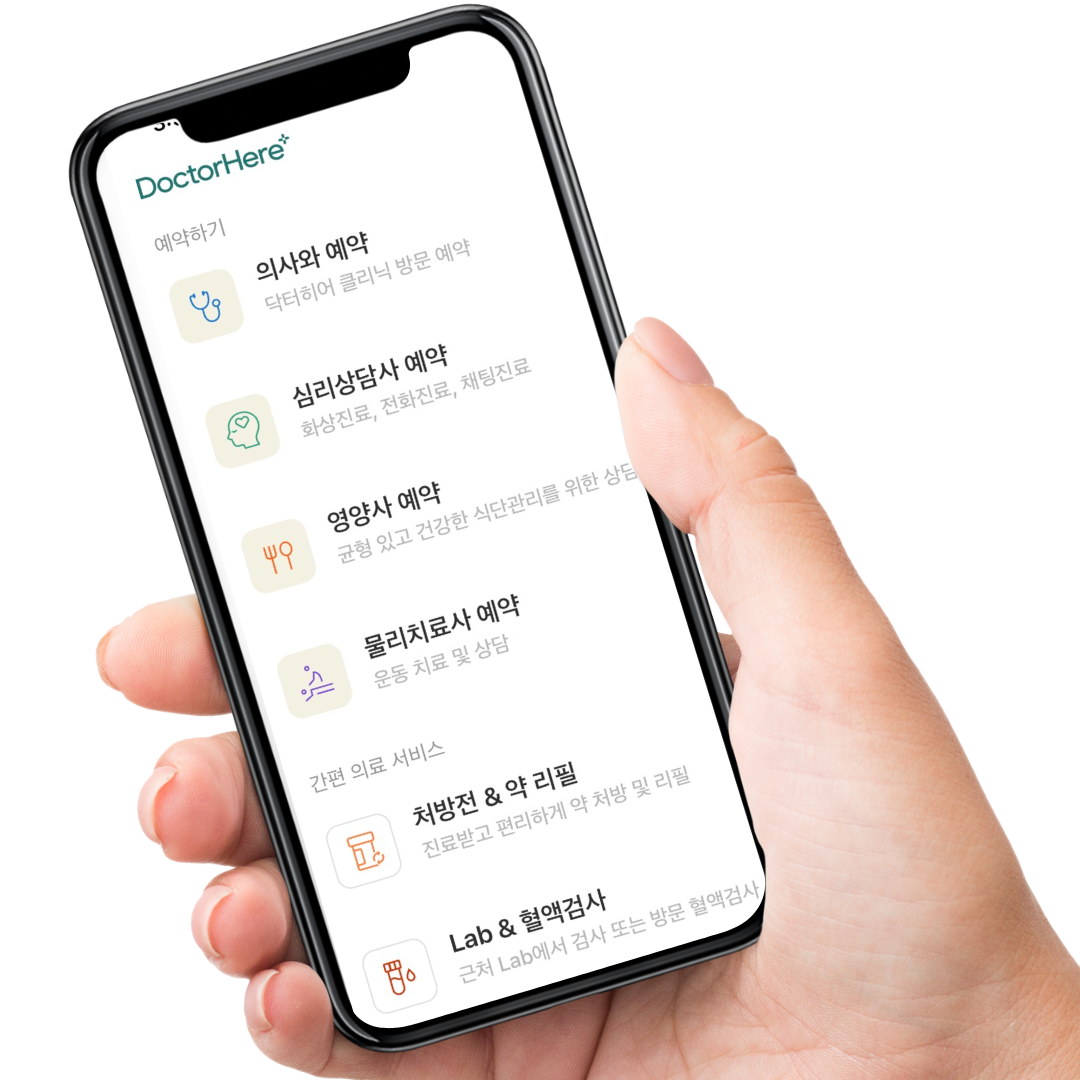 DoctorHere
예약하기
의사와 예약
닥터히어 클리닉 방문 예약
심리상담사 예약
화상진료, 전화진료, 채팅진료
영양사 예약
균형 있고 건강한 식단관리를 위한 상담
물리치료사 예약
운동 치료 및 상담
간편 의료 서비스
처방전 & 약 리필
진료받고 편리하게 약 처방 및 리필
Lab & 혈액검사
근처 Lab에서 검사 또는 방문 혈액검사